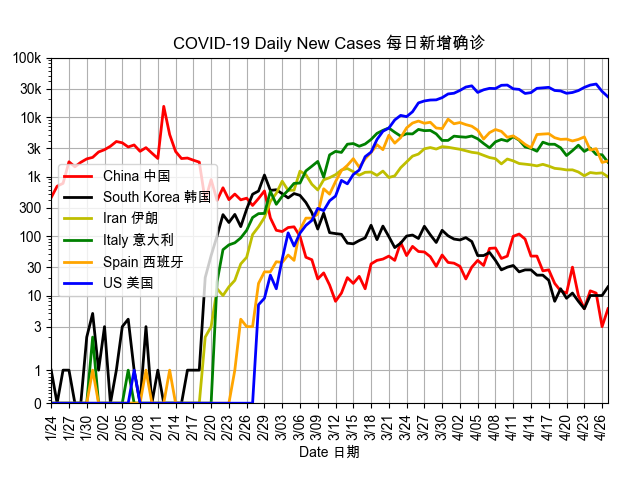 COVID-19 Daily New Cases 每日新增确诊
100k
30k
10k
3k
1k
300
100
30
10
3
1
0
China 中国
South Korea 韩国
Iran 伊朗
Italy 意大利
Spain 西班牙
US 美国
1/24 1/27 1/30 2/02 2/05 2/08 2/11 2/14 2/17 2/20 2/23 2/26 2/29 3/03 3/06 3/09 3/12 3/15 3/18 3/21 3/24 3/27 3/30 4/02 4/05 4/08 4/11 4/14 4/17 4/20 4/23 4/26
Date 日期